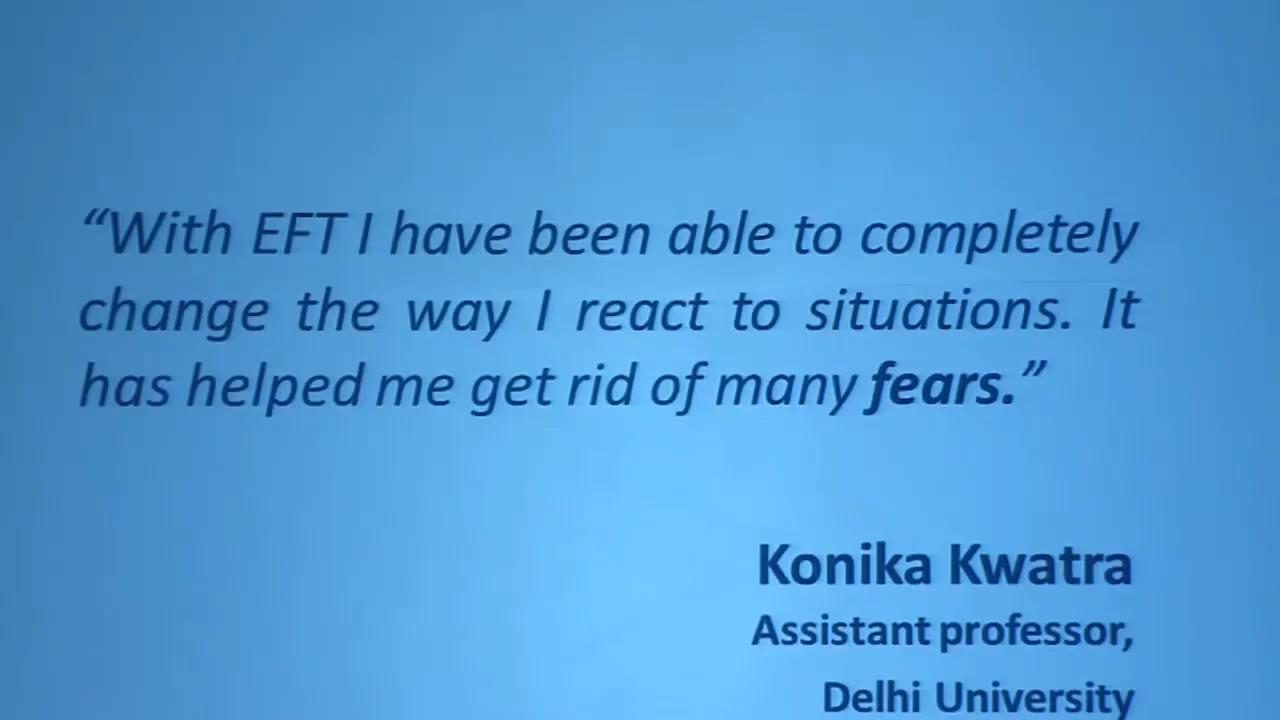 “With EFT I have been able to completely
change the way I react to situations. It
has helped me get rid of many fears.”
Konika Kwatra
Assistant professor,
Delhi University